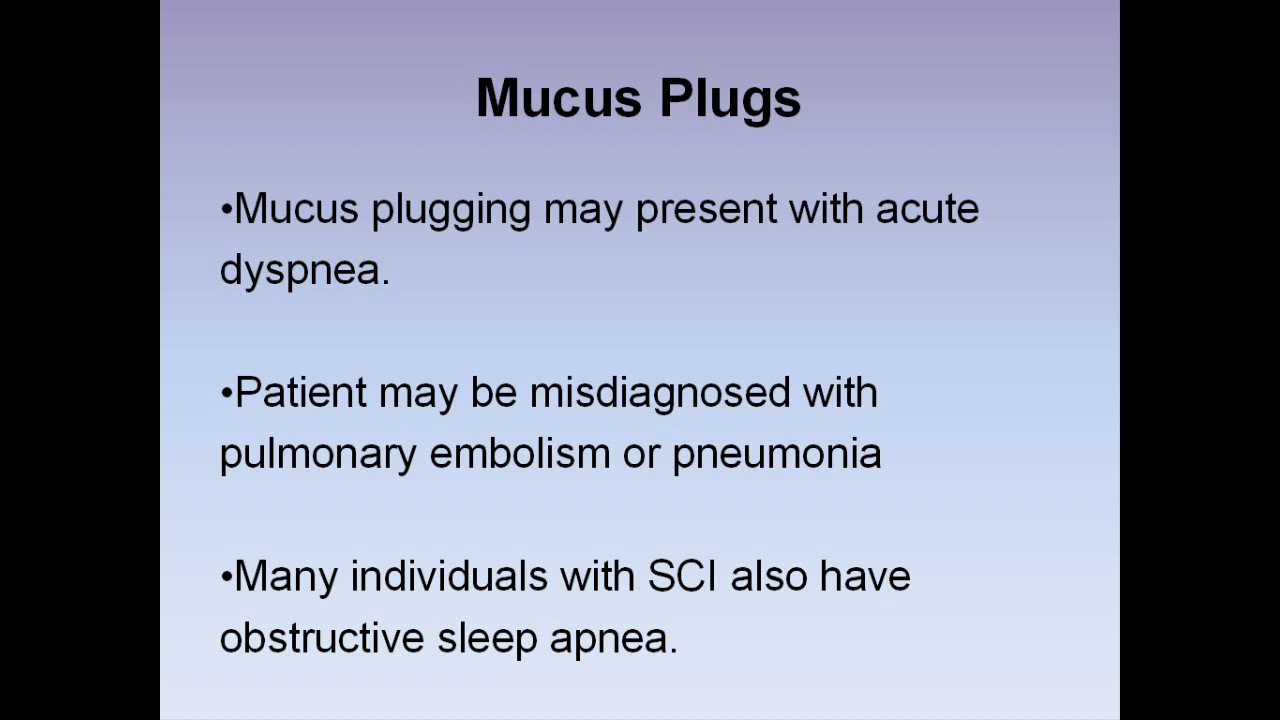 Mucus Plugs
•Mucus plugging may present with acute
dyspnea.
•Patient may be misdiagnosed with
pulmonary embolism or pneumonia
•Many individuals with SCI also have
obstructive sleep apnea.